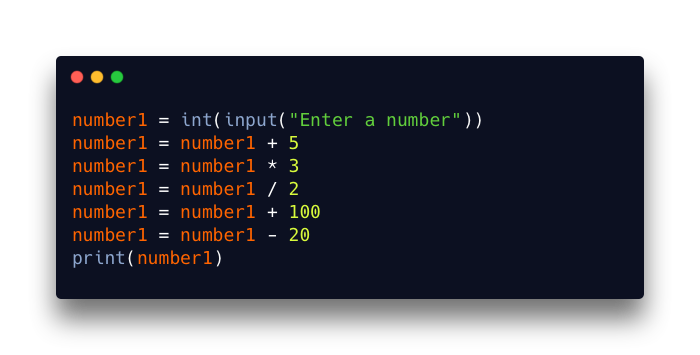 number1 = int(input("Enter a number"))
number1 = number1 + 5
number1 = number1 * 3
number1 = number1 / 2
number1 = number1 + 100
number1 = number1 - 20
print(number1)